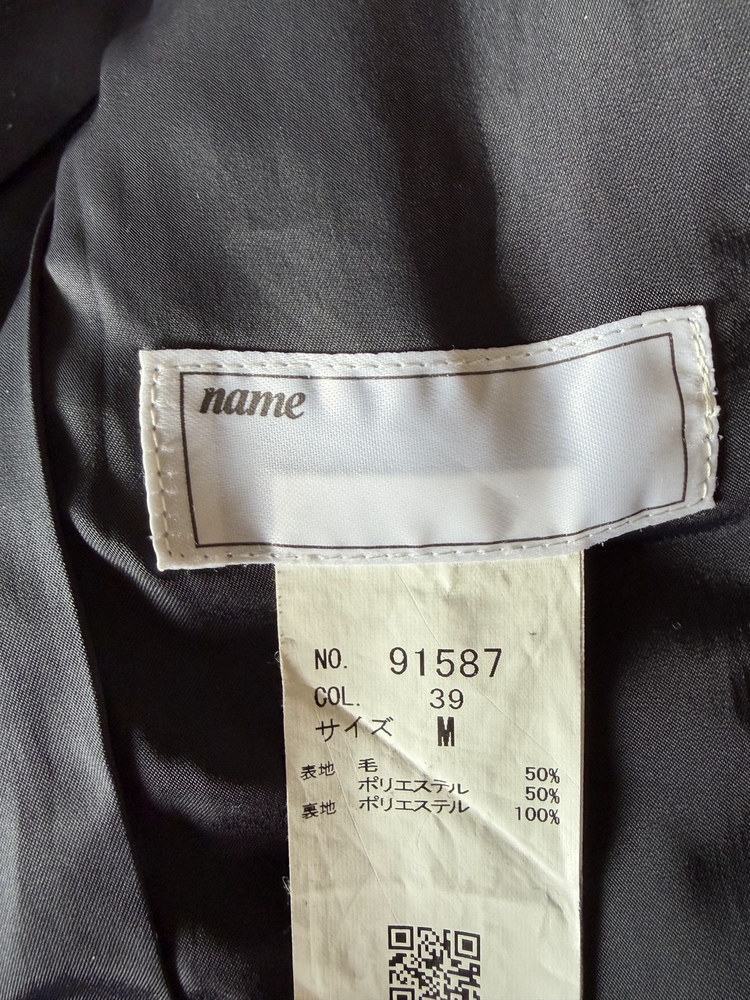 name
NO. 91587
COL. 39
サイズ M
表地 毛 50%
ポリエステル 50%
裏地 ポリエステル 100%